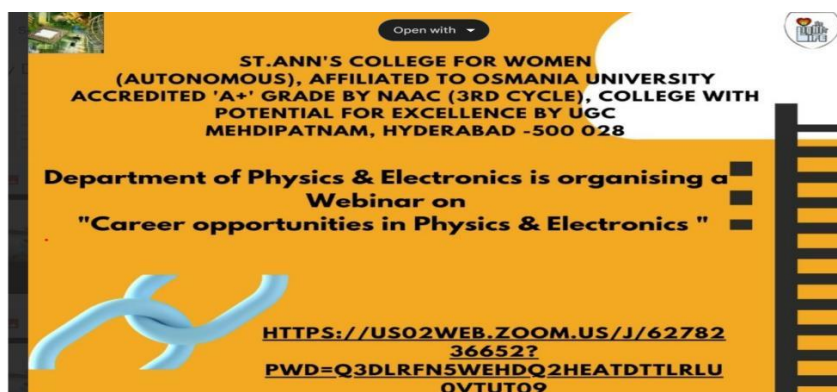 Open with
ST.ANN'S COLLEGE FOR WOMEN
(AUTONOMOUS), AFFILIATED TO OSMANIA UNIVERSITY
ACCREDITED 'A+' GRADE BY NAAC (3RD CYCLE), COLLEGE WITH
POTENTIAL FOR EXCELLENCE BY UGC
MEHDIPATNAM, HYDERABAD -500 028
Department of Physics & Electronics is organising a
Webinar on
"Career opportunities in Physics & Electronics "
HTTPS://US02WEB.ZOOM.US/J/62782
36652?
PWD=Q3DLRFN5WEHDQ2HEATDTTLRLU
0VTUT09